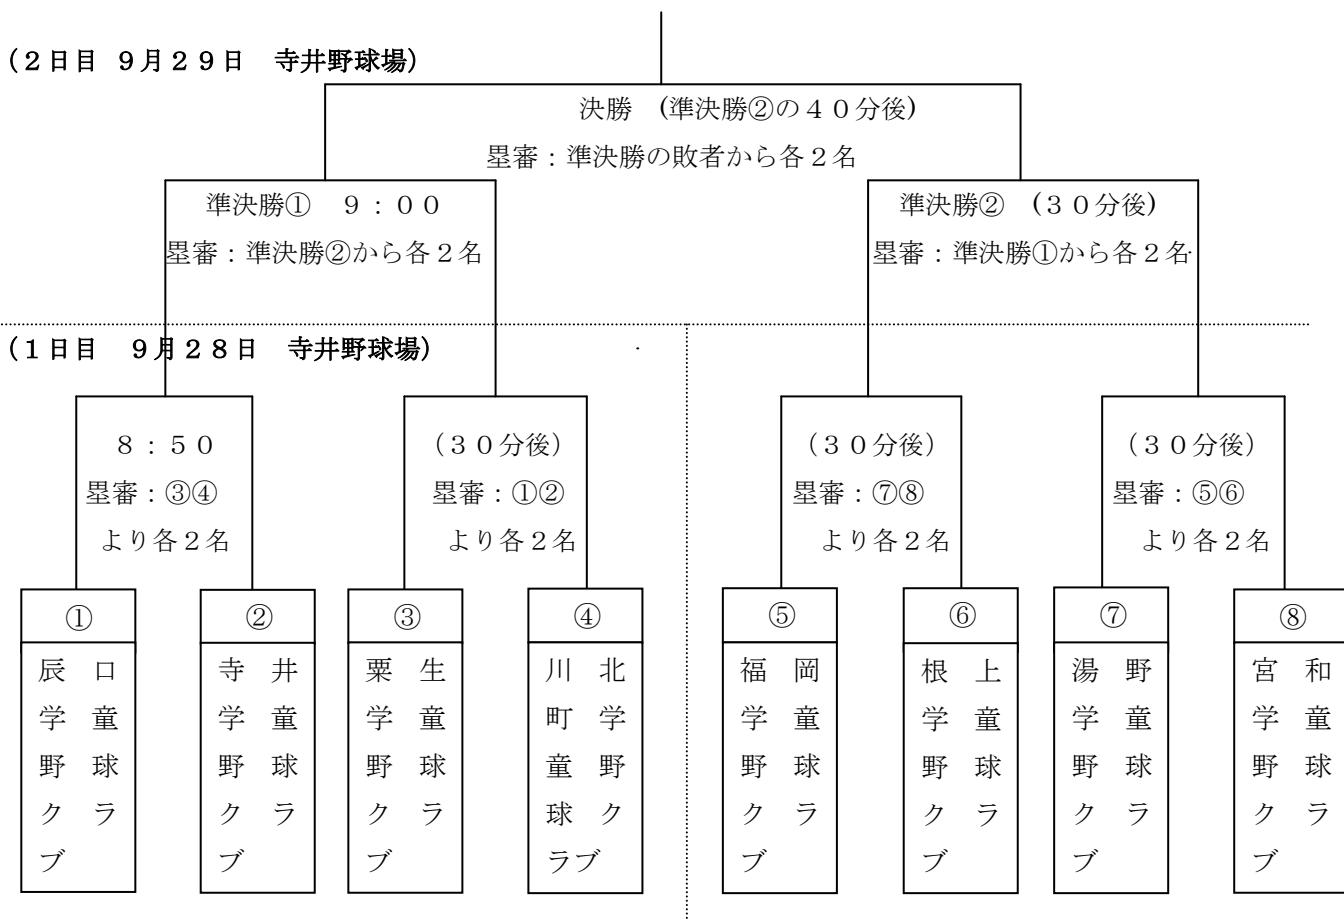 (２日目 ９月２９日　寺井野球場)
決勝　(準決勝②の４０分後)
塁審：準決勝の敗者から各２名
準決勝①　９：００
塁審：準決勝②から各２名
準決勝②　(３０分後)
塁審：準決勝①から各２名
(１日目　９月２８日　寺井野球場)
８：５０
塁審：③④
より各２名
(３０分後)
塁審：①②
より各２名
(３０分後)
塁審：⑦⑧
より各２名
(３０分後)
塁審：⑤⑥
より各２名
①
辰口
学童
野球
クラ
ブ
②
寺井
学童
野球
クラ
ブ
③
粟生
学童
野球
クラ
ブ
④
川北
町学
童野
球ク
ラブ
⑤
福岡
学童
野球
クラ
ブ
⑥
根上
学童
野球
クラ
ブ
⑦
湯野
学童
野球
クラ
ブ
⑧
宮和
学童
野球
クラ
ブ